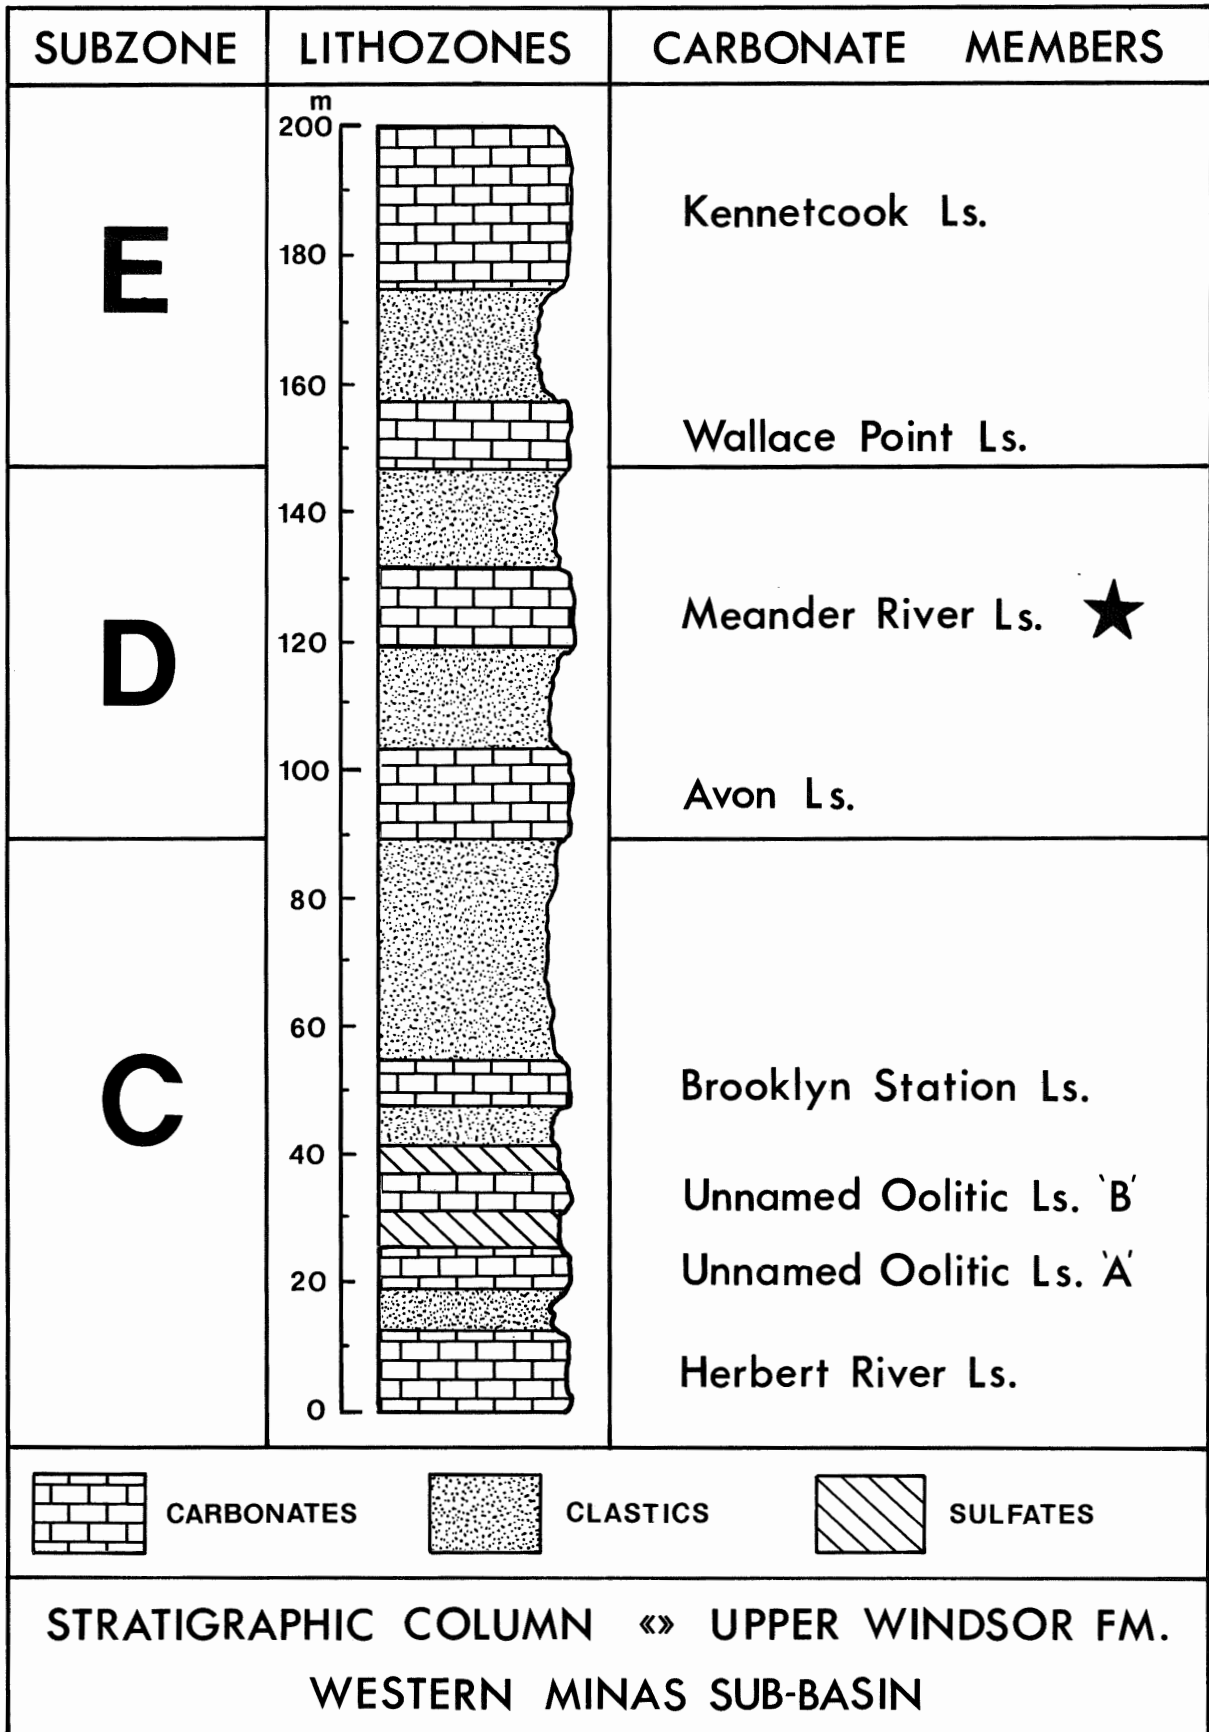 SUBZONE LITHOZONES CARBONATE MEMBERS
m
200
Kennetcook Ls.
E
180
160
Wallace Point Ls.
140
D
Meander River Ls. ★
120
100
Avon Ls.
80
60
C
Brooklyn Station Ls.
40
Unnamed Oolitic Ls. 'B'
Unnamed Oolitic Ls. 'A'
20
Herbert River Ls.
0
CARBONATES CLASTICS SULFATES
STRATIGRAPHIC COLUMN «» UPPER WINDSOR FM.
WESTERN MINAS SUB-BASIN